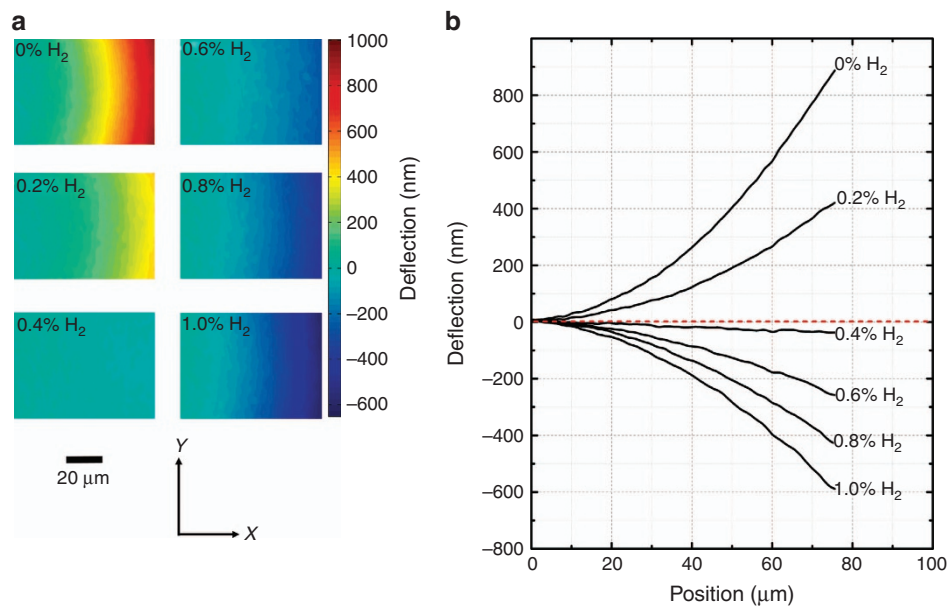 a
0% H₂
0.6% H₂
0.2% H₂
0.8% H₂
0.4% H₂
1.0% H₂
1000
800
600
400
200
0
−200
−400
−600
Deflection (nm)
20 μm
Y
X
b
800
600
400
200
0
−200
−400
−600
−800
Deflection (nm)
0% H₂
0.2% H₂
0.4% H₂
0.6% H₂
0.8% H₂
1.0% H₂
0
20
40
60
80
100
Position (μm)